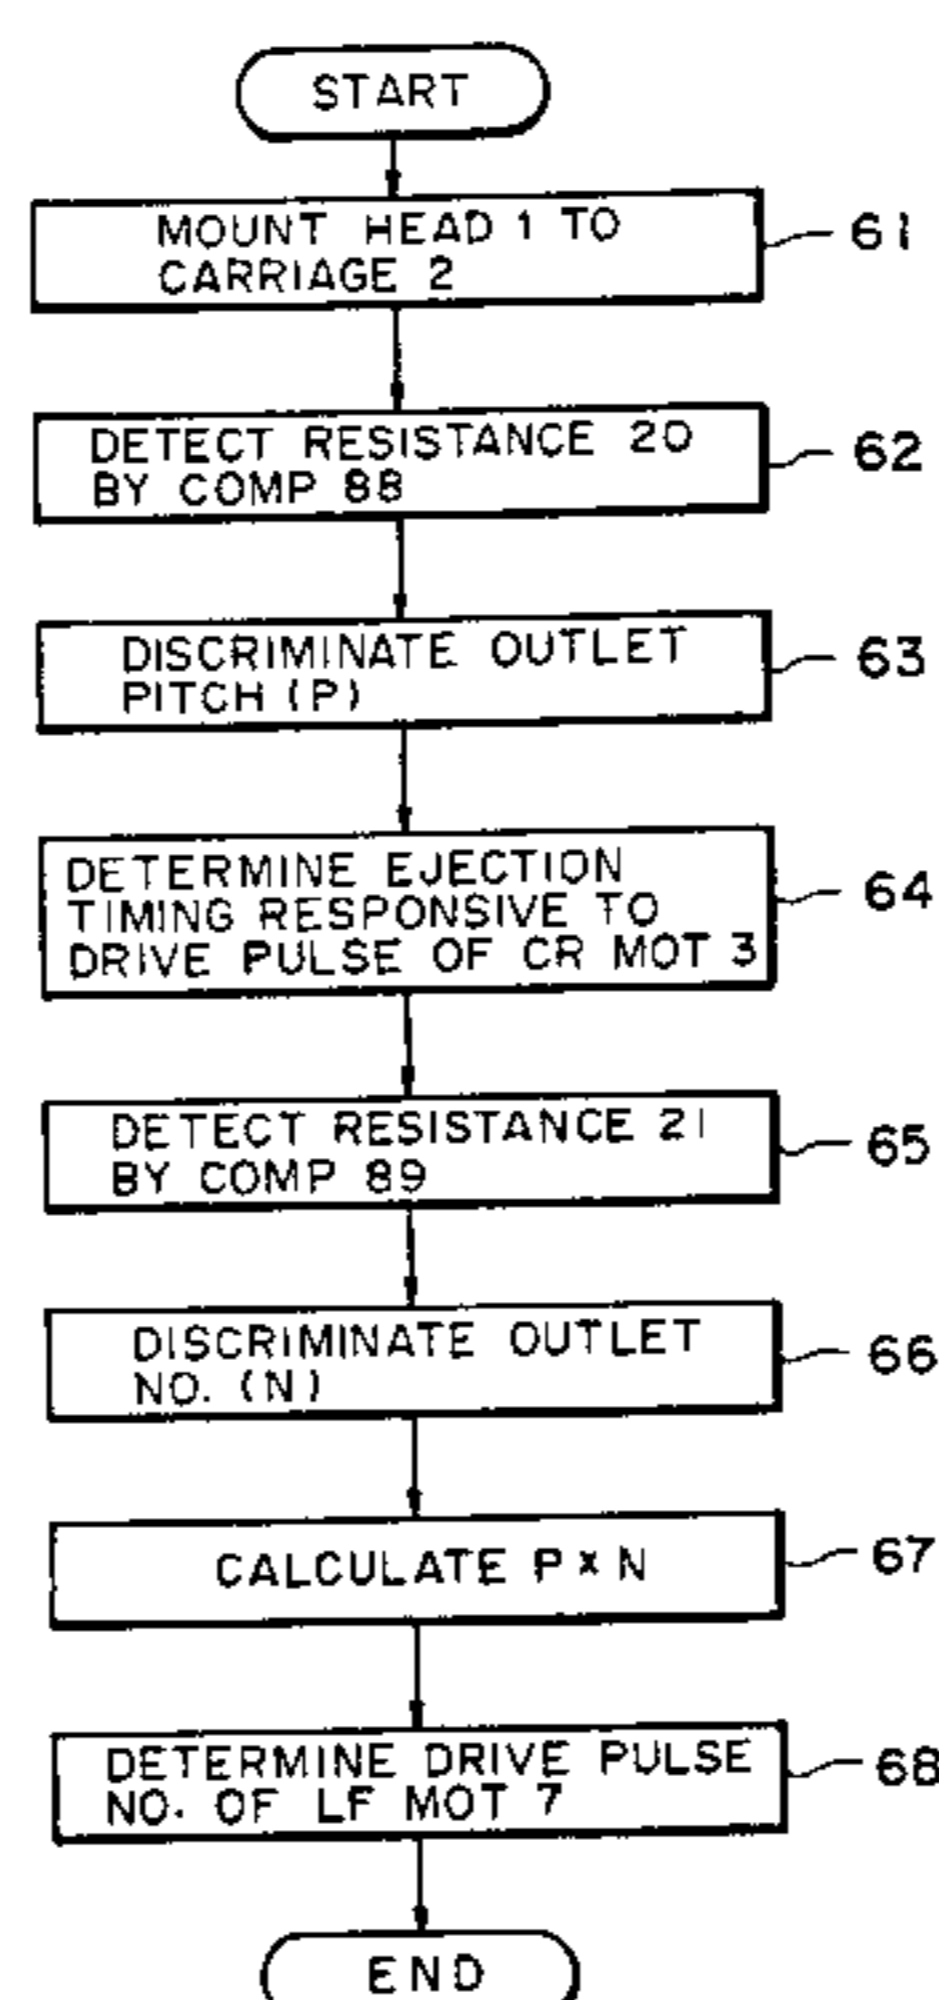 START
MOUNT HEAD 1 TO
CARRIAGE 2
61
DETECT RESISTANCE 20
BY COMP 88
62
DISCRIMINATE OUTLET
PITCH (P)
63
DETERMINE EJECTION
TIMING RESPONSIVE TO
DRIVE PULSE OF CR MOT 3
64
DETECT RESISTANCE 21
BY COMP 89
65
DISCRIMINATE OUTLET
NO. (N)
66
CALCULATE P × N
67
DETERMINE DRIVE PULSE
NO. OF LF MOT 7
68
END